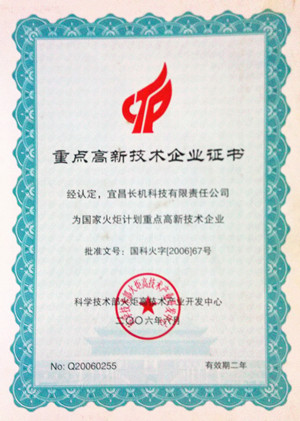 CTP
重点高新技术企业证书
经认定，宜昌长机科技有限责任公司
为国家火炬计划重点高新技术企业
批准文号：国科火字[2006]67号
科学技术部火炬高技术产业开发中心
二〇〇六年 月
No: Q20060255
有效期二年